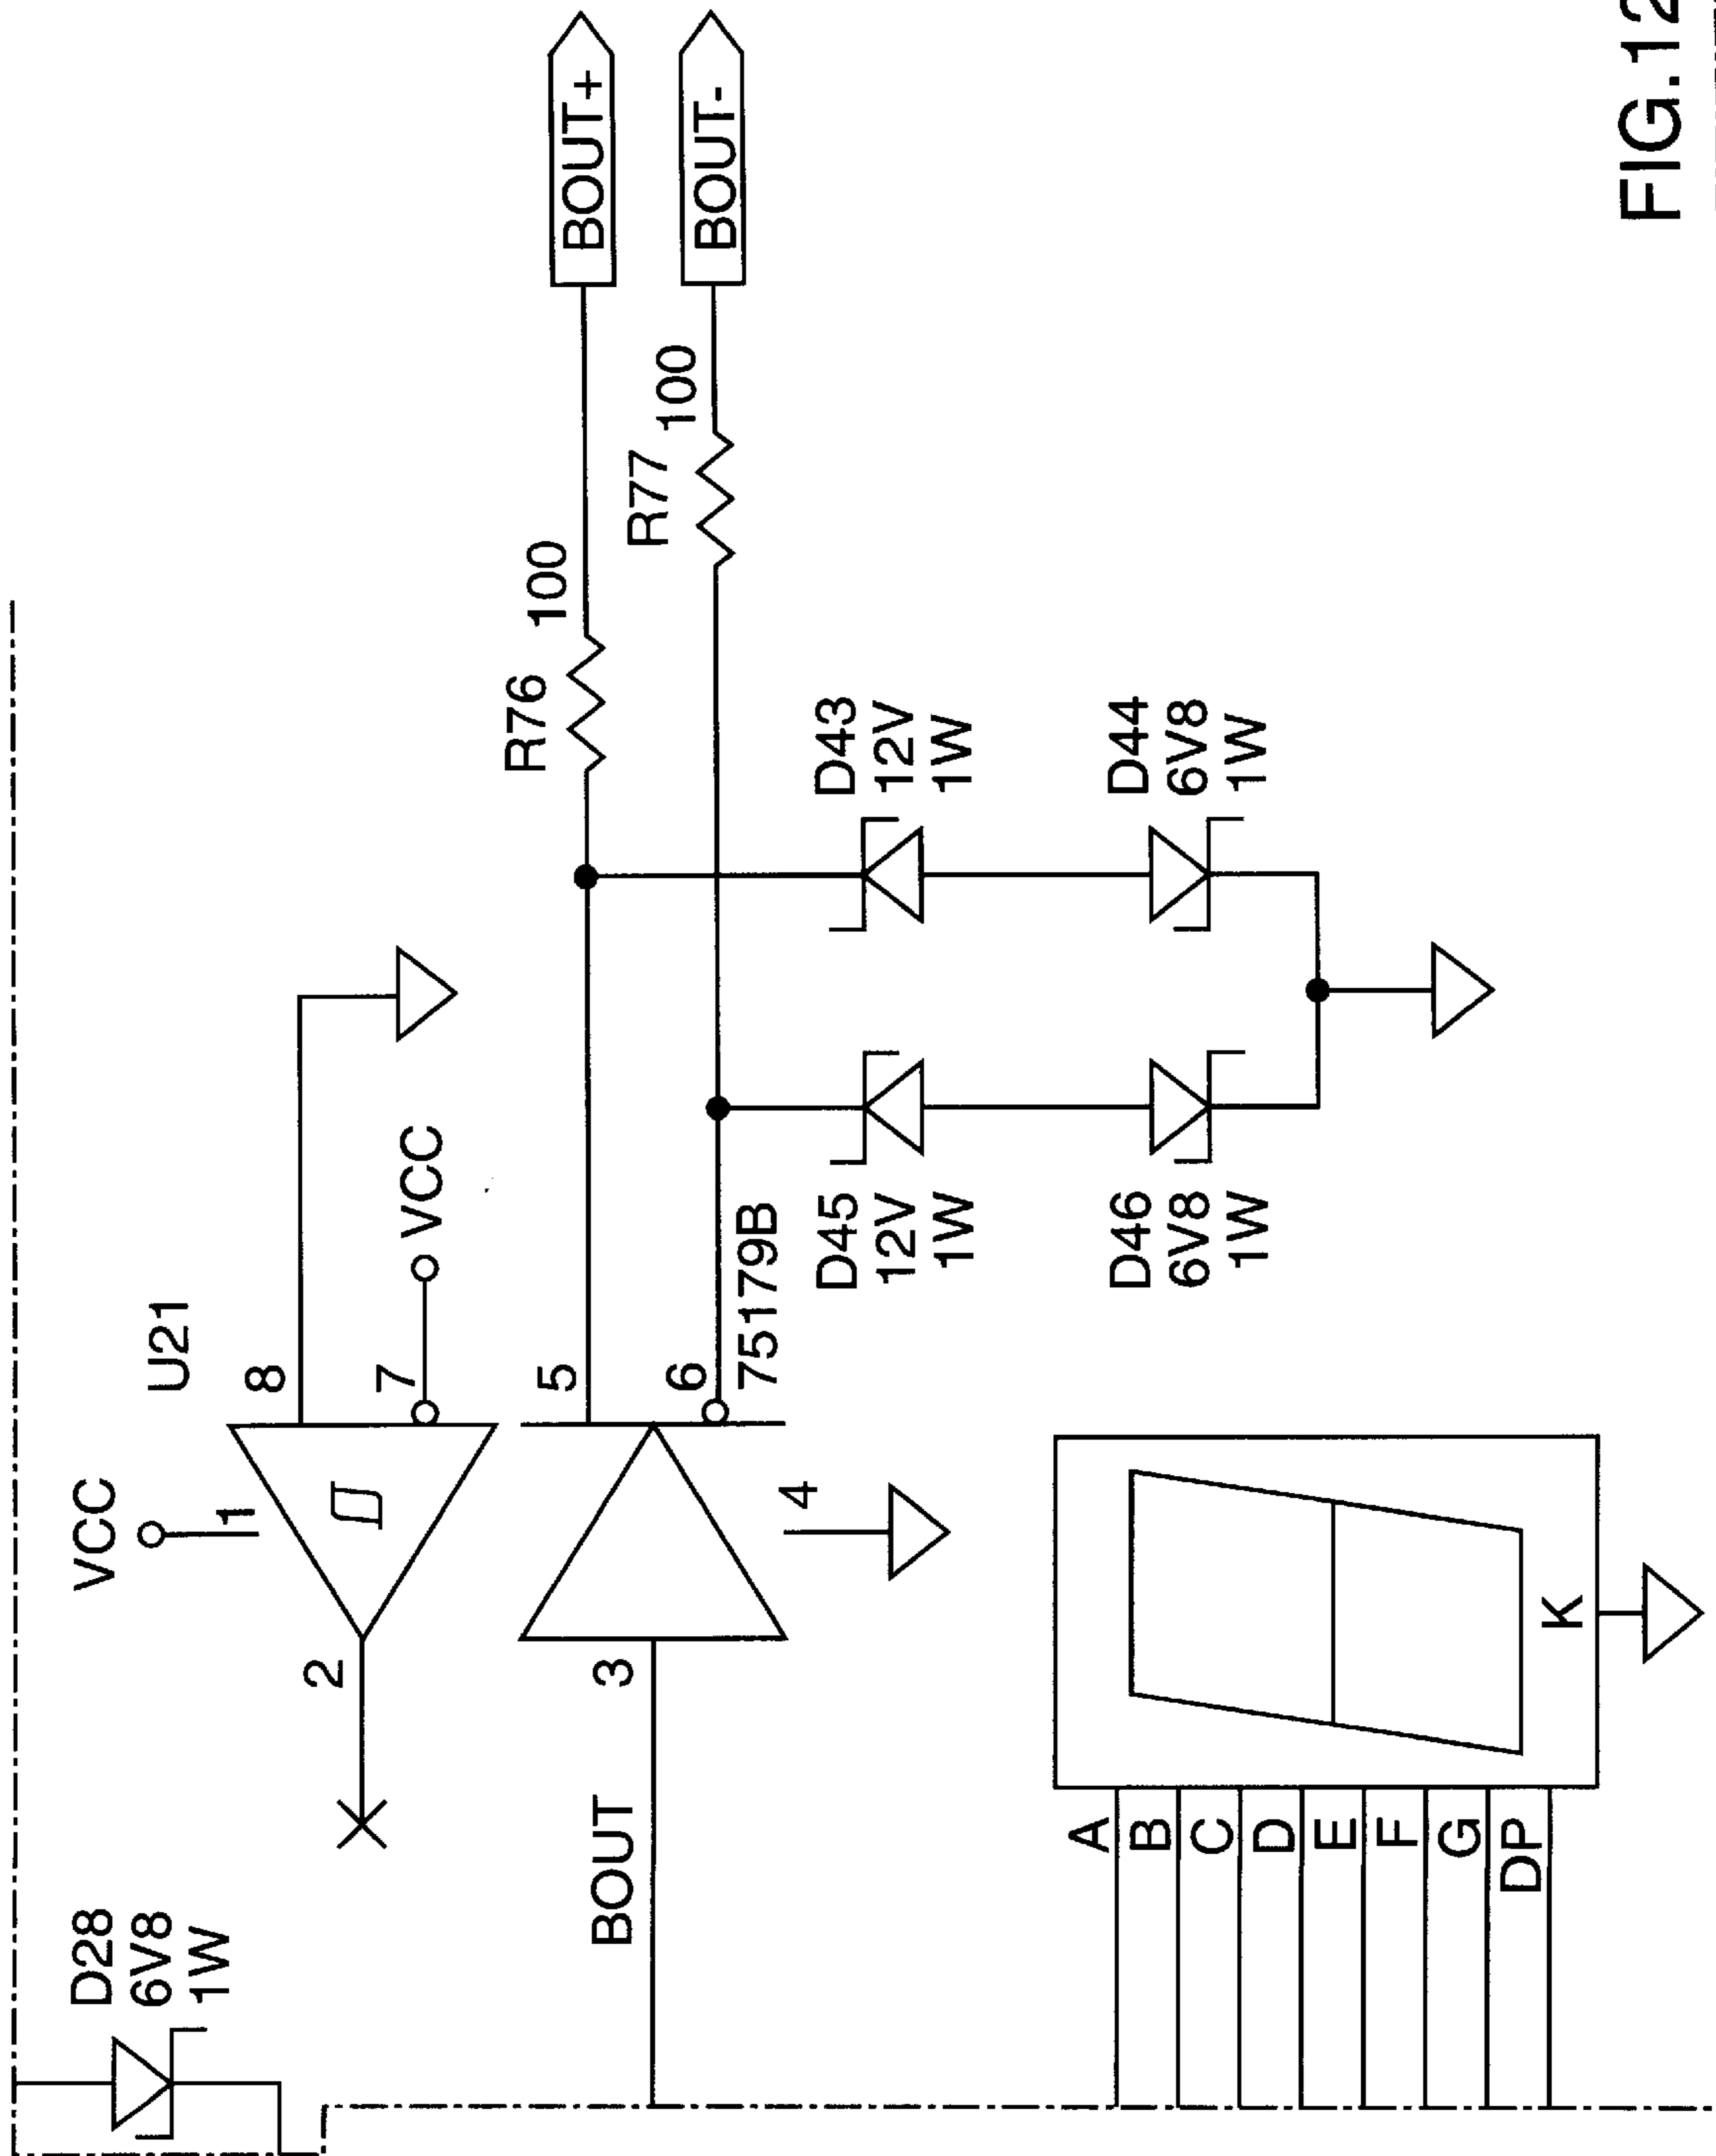 D28
6V8
1W
VCC
1
U21
2
8
7
VCC
BOUT
3
5
6
75179B
4
R76
100
BOUT+
R77
100
BOUT-
D45
12V
1W
D43
12V
1W
D46
6V8
1W
D44
6V8
1W
A
B
C
D
E
F
G
DP
K
FIG.12